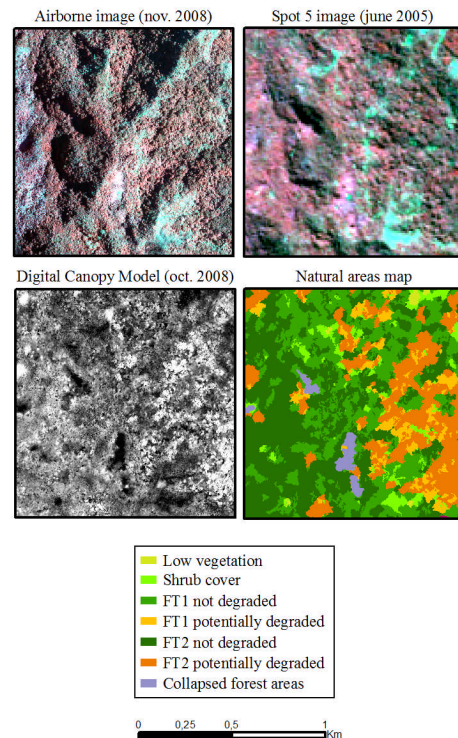 Airborne image (nov. 2008)
Spot 5 image (june 2005)
Digital Canopy Model (oct. 2008)
Natural areas map
Low vegetation
Shrub cover
FT1 not degraded
FT1 potentially degraded
FT2 not degraded
FT2 potentially degraded
Collapsed forest areas
0 0,25 0,5 1
Km